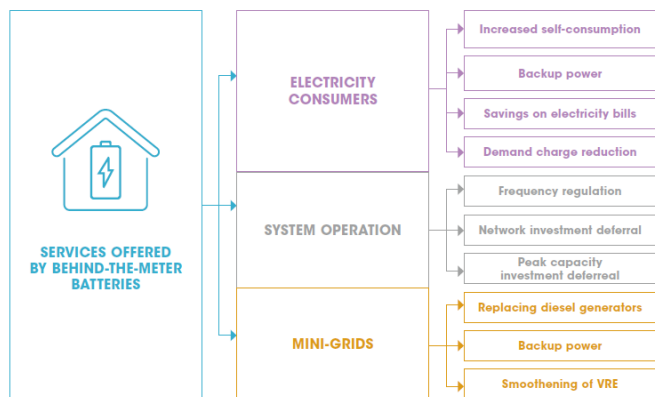 SERVICES OFFERED
BY BEHIND-THE-METER
BATTERIES
ELECTRICITY
CONSUMERS
Increased self-consumption
Backup power
Savings on electricity bills
Demand charge reduction
SYSTEM OPERATION
Frequency regulation
Network investment deferral
Peak capacity
investment deferreal
MINI-GRIDS
Replacing diesel generators
Backup power
Smoothening of VRE